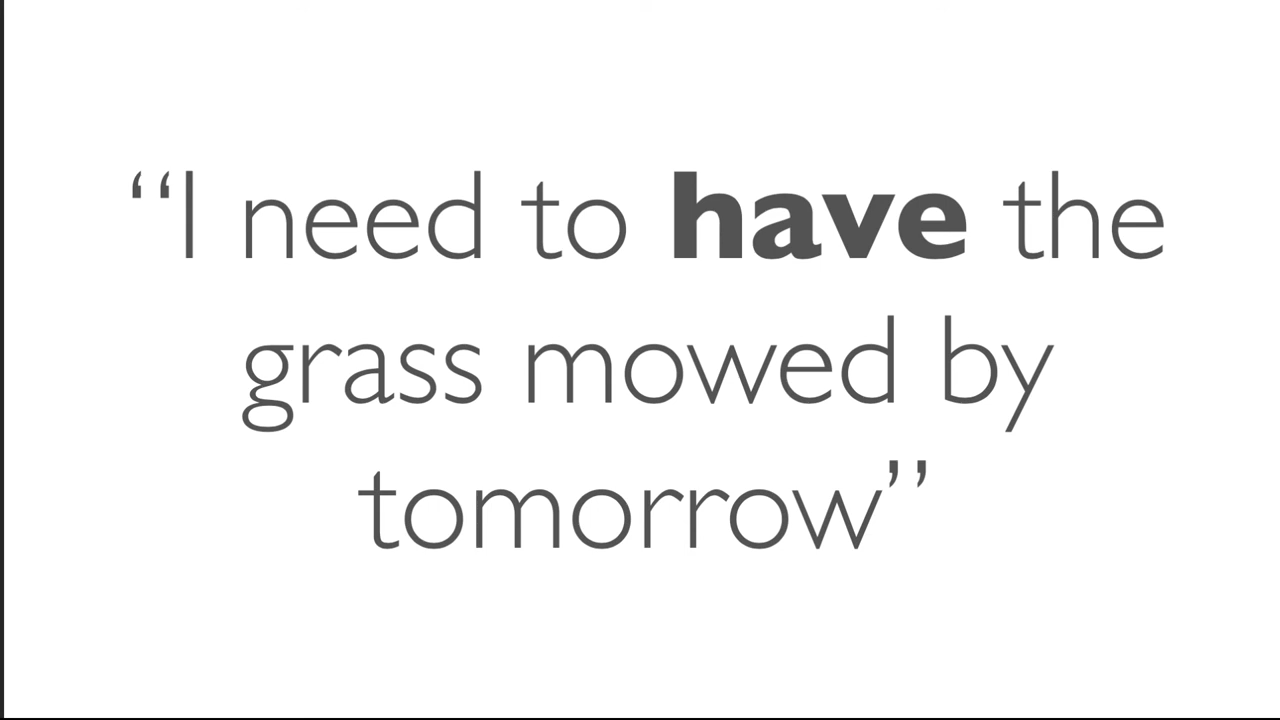 “I need to have the
grass mowed by
tomorrow”